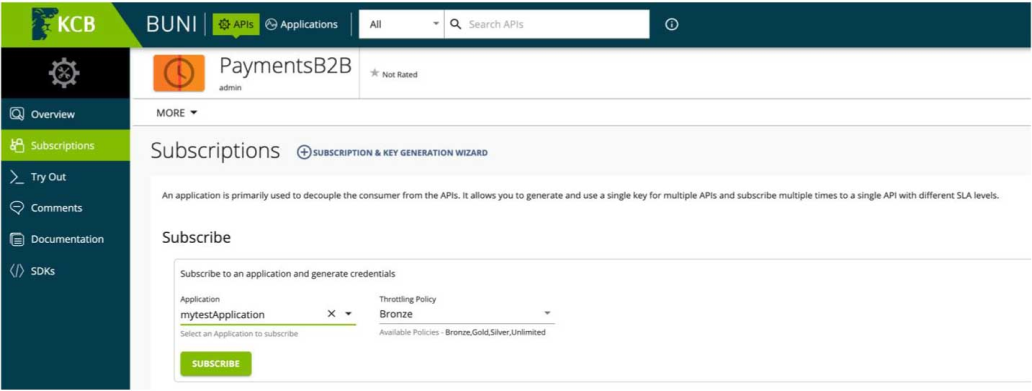 KCB
BUNI
APIs
Applications
All
Search APIs
PaymentsB2B
admin
Not Rated
Overview
Subscriptions
Try Out
Comments
Documentation
SDKs
MORE
Subscriptions
SUBSCRIPTION & KEY GENERATION WIZARD
An application is primarily used to decouple the consumer from the APIs. It allows you to generate and use a single key for multiple APIs and subscribe multiple times to a single API with different SLA levels.
Subscribe
Subscribe to an application and generate credentials
Application
mytestApplication
Select an Application to subscribe
Throttling Policy
Bronze
Available Policies - Bronze,Gold,Silver,Unlimited
SUBSCRIBE